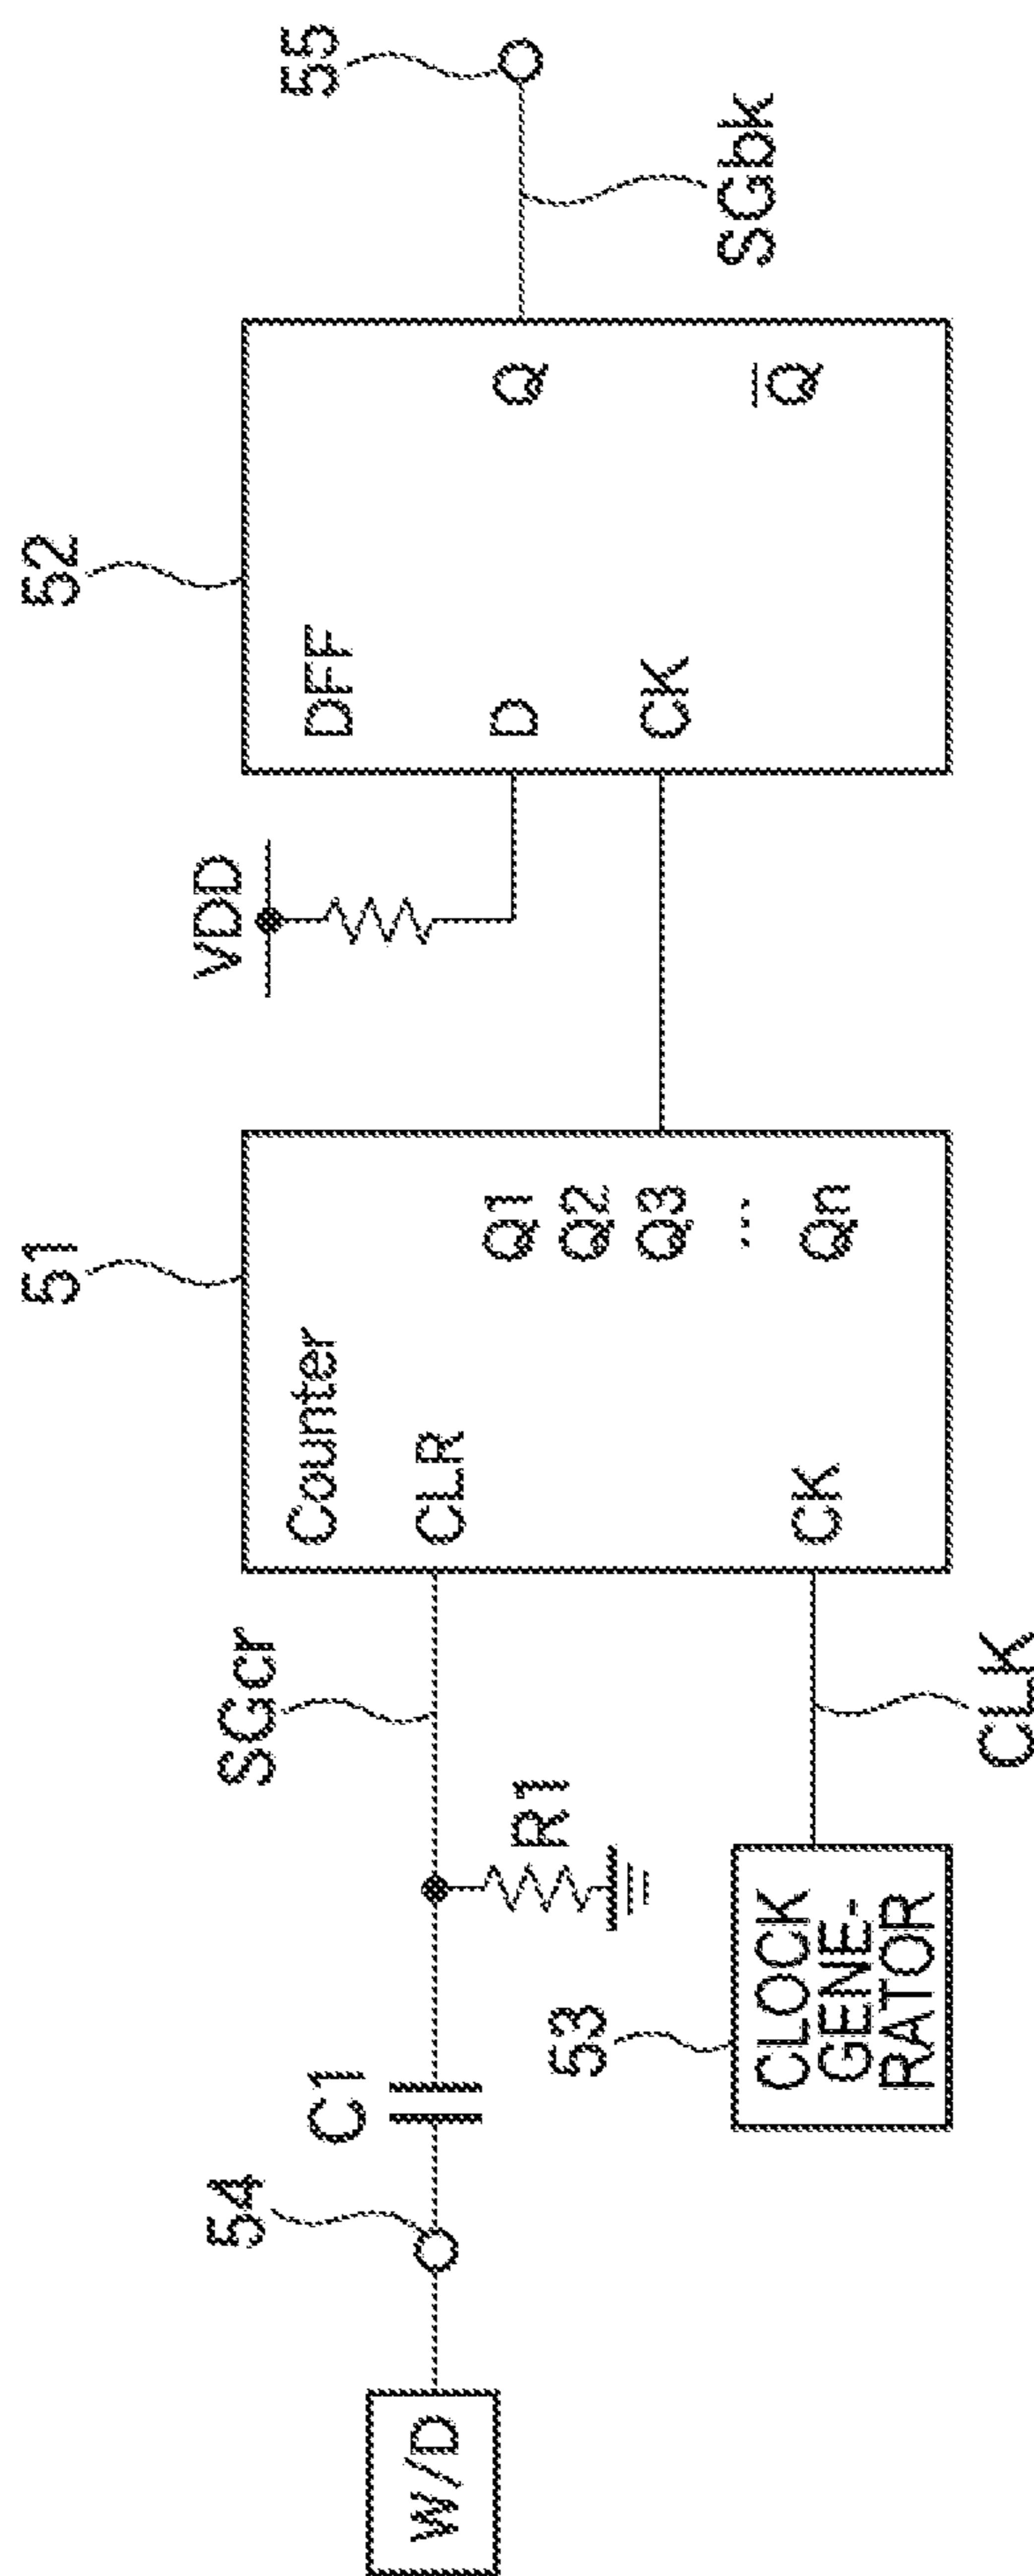 W/D
54
C1
R1
SGcr
53
CLOCK
GENE-
RATOR
CLK
51
Counter
CLR
CK
Q1
Q2
Q3
...
Qn
VDD
52
DFF
D
CK
Q
Q̅
SGbk
55